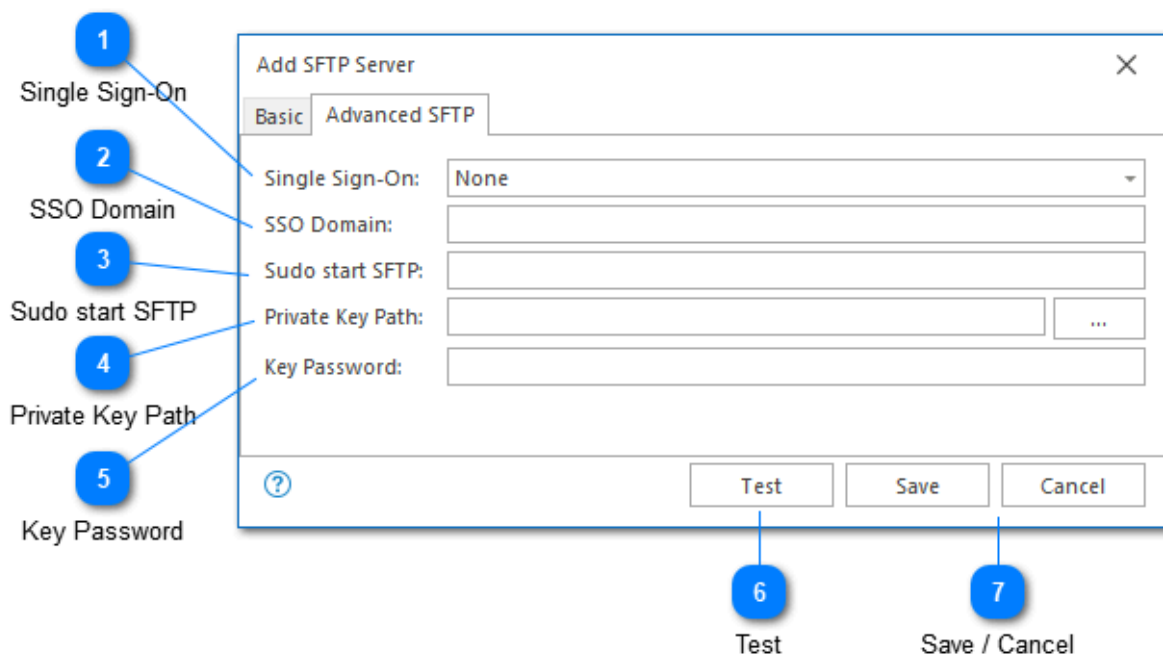 1
Single Sign-On
2
SSO Domain
3
Sudo start SFTP
4
Private Key Path
5
Key Password
Add SFTP Server
Basic
Advanced SFTP
Single Sign-On: None
SSO Domain:
Sudo start SFTP:
Private Key Path: ...
Key Password:
? Test Save Cancel
6
Test
7
Save / Cancel